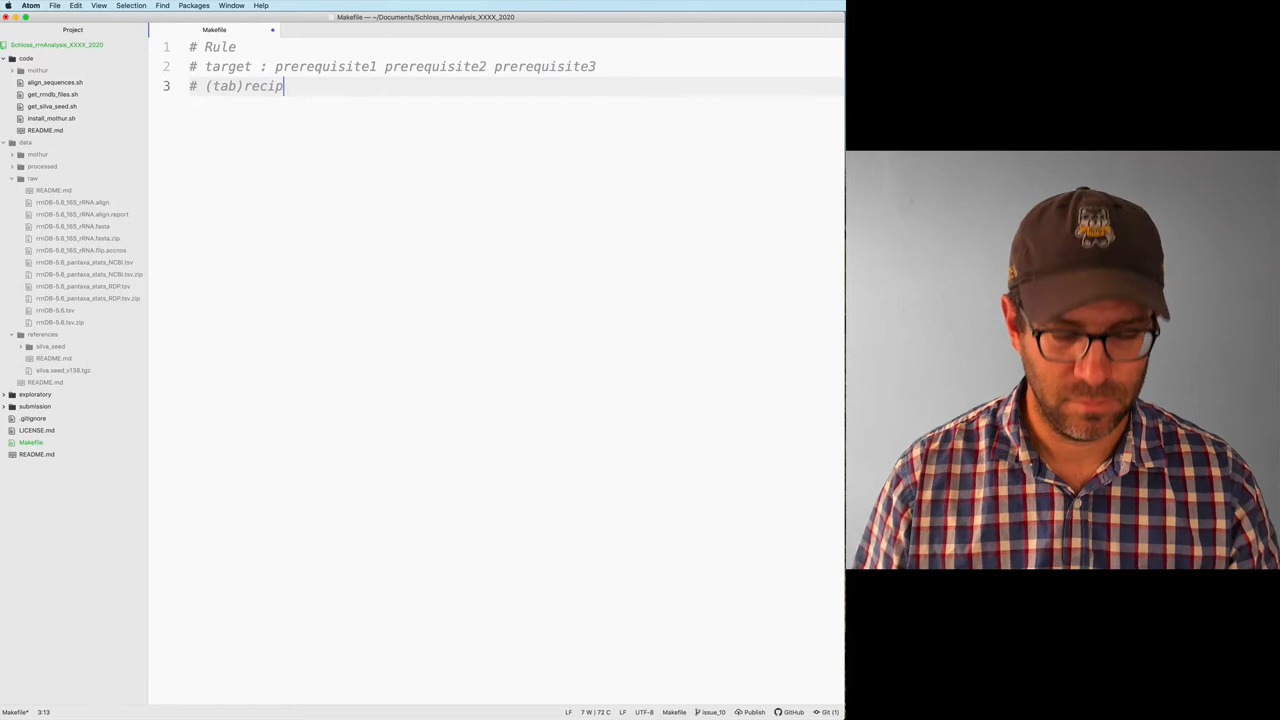 Atom File Edit View Selection Find Packages Window Help
Makefile — ~/Documents/Schloss_rrnAnalysis_XXXX_2020
Project
Makefile
Schloss_rrnAnalysis_XXXX_2020
code
mothur
align_sequences.sh
get_rrndb_files.sh
get_silva_seed.sh
install_mothur.sh
README.md
data
mothur
processed
raw
README.md
rrnDB-5.6_16S_rRNA.align
rrnDB-5.6_16S_rRNA.align.report
rrnDB-5.6_16S_rRNA.fasta
rrnDB-5.6_16S_rRNA.fasta.zip
rrnDB-5.6_16S_rRNA.flip.accnos
rrnDB-5.6_pantaxa_stats_NCBI.tsv
rrnDB-5.6_pantaxa_stats_NCBI.tsv.zip
rrnDB-5.6_pantaxa_stats_RDP.tsv
rrnDB-5.6_pantaxa_stats_RDP.tsv.zip
rrnDB-5.6.tsv
rrnDB-5.6.tsv.zip
references
silva_seed
README.md
silva.seed_v138.tgz
README.md
exploratory
submission
.gitignore
LICENSE.md
Makefile
README.md
1 # Rule
2 # target : prerequisite1 prerequisite2 prerequisite3
3 # (tab)recip
Makefile* 3:13
LF 7 W | 72 C LF UTF-8 Makefile issue_10 Publish GitHub Git (1)